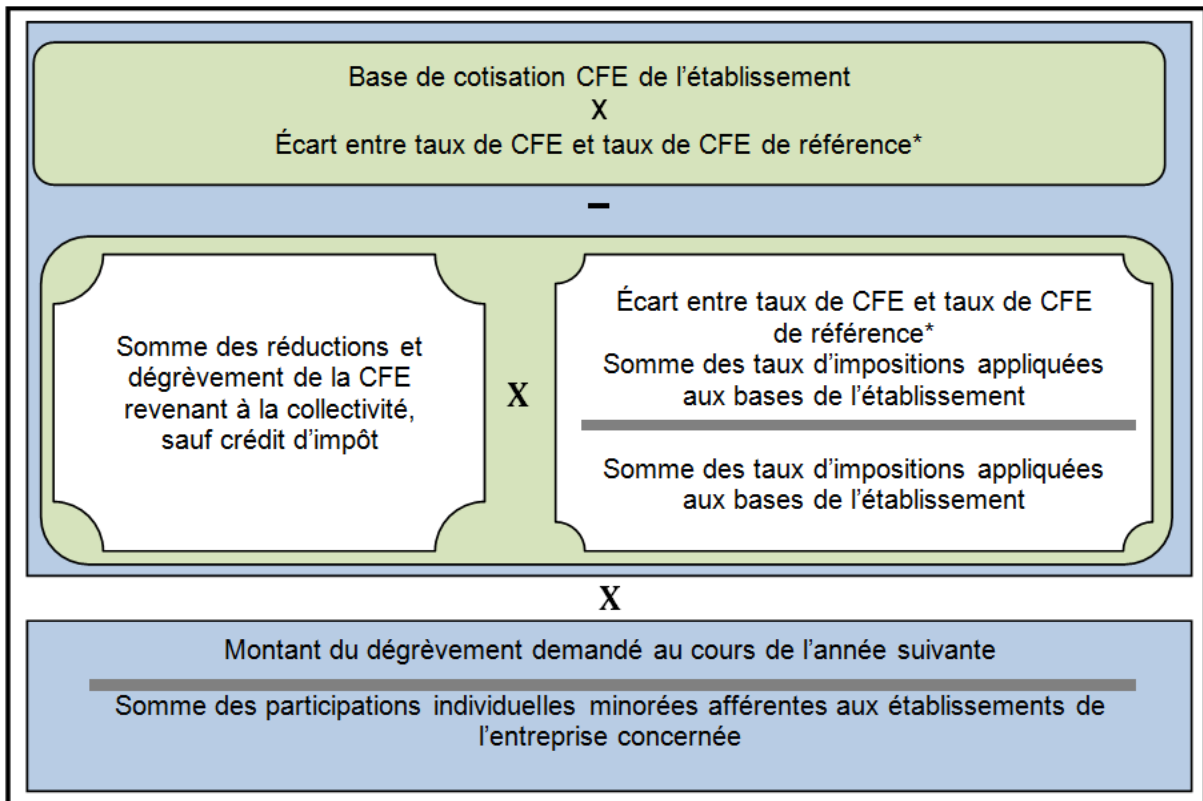 Base de cotisation CFE de l'établissement
X
Écart entre taux de CFE et taux de CFE de référence*
–
Somme des réductions et
dégrèvement de la CFE
revenant à la collectivité,
sauf crédit d'impôt
X
Écart entre taux de CFE et taux de CFE
de référence*
Somme des taux d'impositions appliquées
aux bases de l'établissement
Somme des taux d'impositions appliquées
aux bases de l'établissement
X
Montant du dégrèvement demandé au cours de l'année suivante
Somme des participations individuelles minorées afférentes aux établissements de
l'entreprise concernée